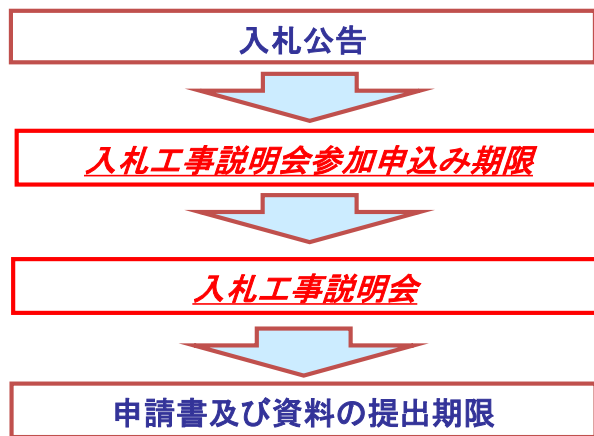 入札公告
入札工事説明会参加申込み期限
入札工事説明会
申請書及び資料の提出期限